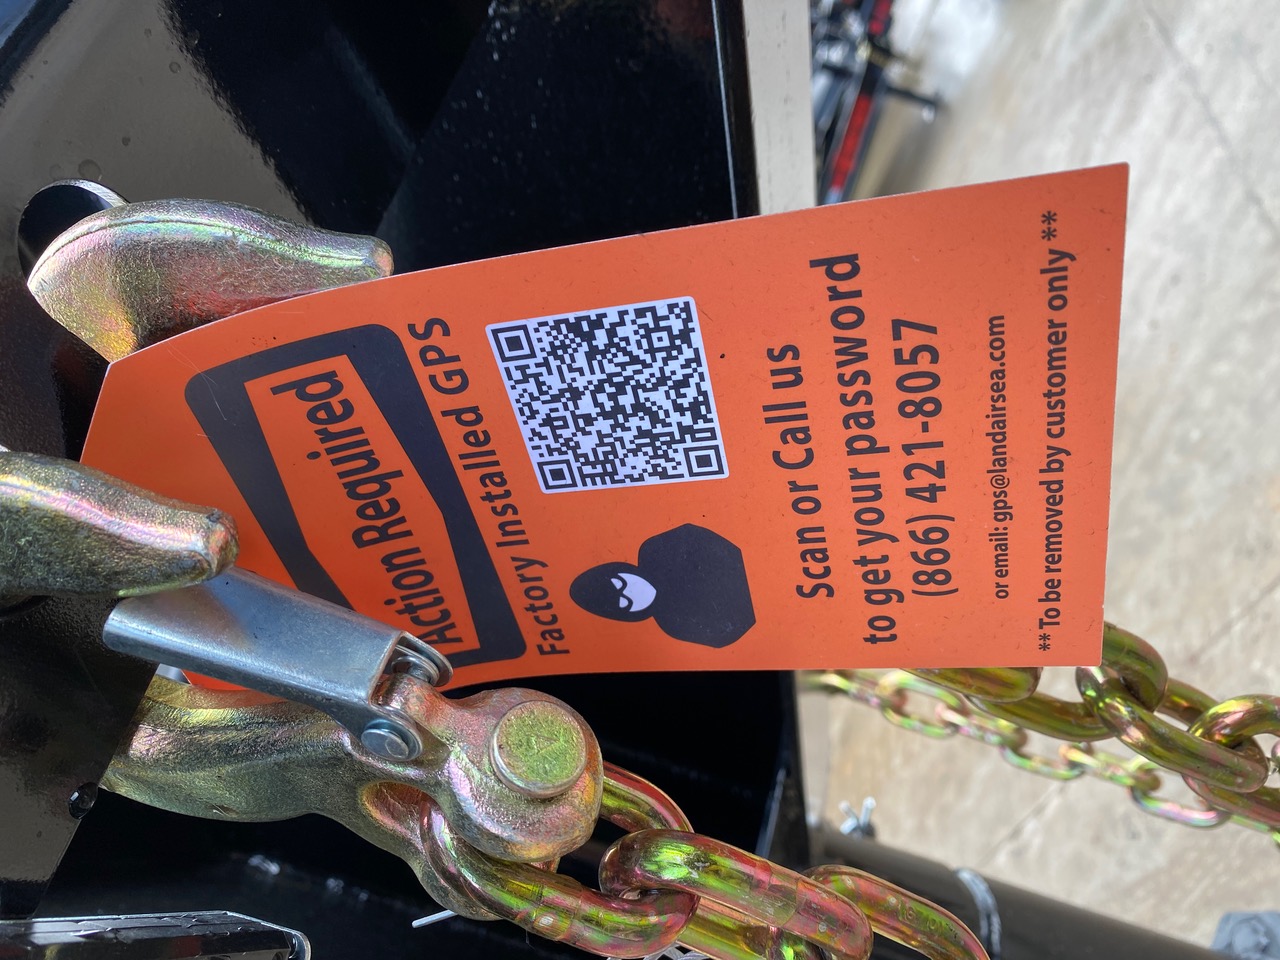 Action Required
Factory Installed GPS
Scan or Call us
to get your password
(866) 421-8057
or email: gps@landairsea.com
**To be removed by customer only **